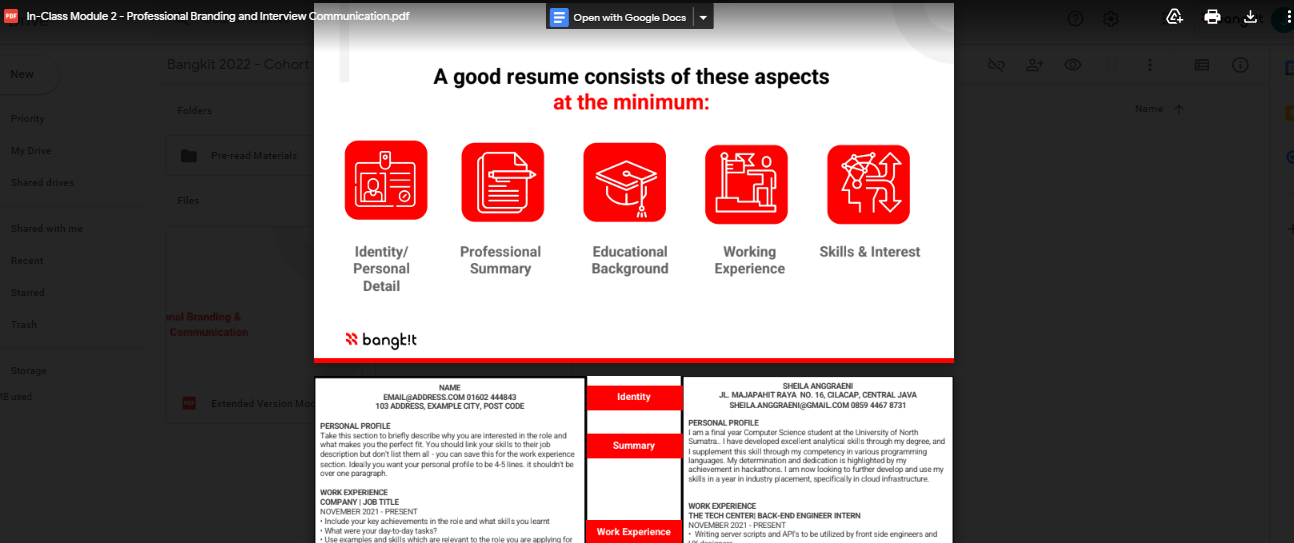 PDF
In-Class Module 2 - Professional Branding and Interview Communication.pdf
Open with Google Docs
New
Bangkit 2022 - Cohort
Name
Folders
Priority
My Drive
Pre-read Materials
Shared drives
Files
Shared with me
Recent
Starred
Trash
nal Branding &
Communication
Storage
MB used
PDF
Extended Version Mod
A good resume consists of these aspects
at the minimum:
Identity/
Personal
Detail
Professional
Summary
Educational
Background
Working
Experience
Skills & Interest
bangk!t
NAME
EMAIL@ADDRESS.COM 01602 444843
103 ADDRESS, EXAMPLE CITY, POST CODE
PERSONAL PROFILE
Take this section to briefly describe why you are interested in the role and
what makes you the perfect fit. You should link your skills to their job
description but don't list them all - you can save this for the work experience
section. Ideally you want your personal profile to be 4-5 lines. it shouldn't be
over one paragraph.
WORK EXPERIENCE
COMPANY | JOB TITLE
NOVEMBER 2021 - PRESENT
• Include your key achievements in the role and what skills you learnt
• What were your day-to-day tasks?
• Use examples and skills which are relevant to the role you are applying for
Identity
Summary
Work Experience
SHEILA ANGGRAENI
JL. MAJAPAHIT RAYA NO. 16, CILACAP, CENTRAL JAVA
SHEILA.ANGGRAENI@GMAIL.COM 0859 4467 8731
PERSONAL PROFILE
I am a final year Computer Science student at the University of North
Sumatra.. I have developed excellent analytical skills through my degree, and
I supplement this skill through my competency in various programming
languages. My determination and dedication is highlighted by my
achievement in hackathons. I am now looking to further develop and use my
skills in a year in industry placement, specifically in cloud infrastructure.
WORK EXPERIENCE
THE TECH CENTER| BACK-END ENGINEER INTERN
NOVEMBER 2021 - PRESENT
• Writing server scripts and API's to be utilized by front side engineers and